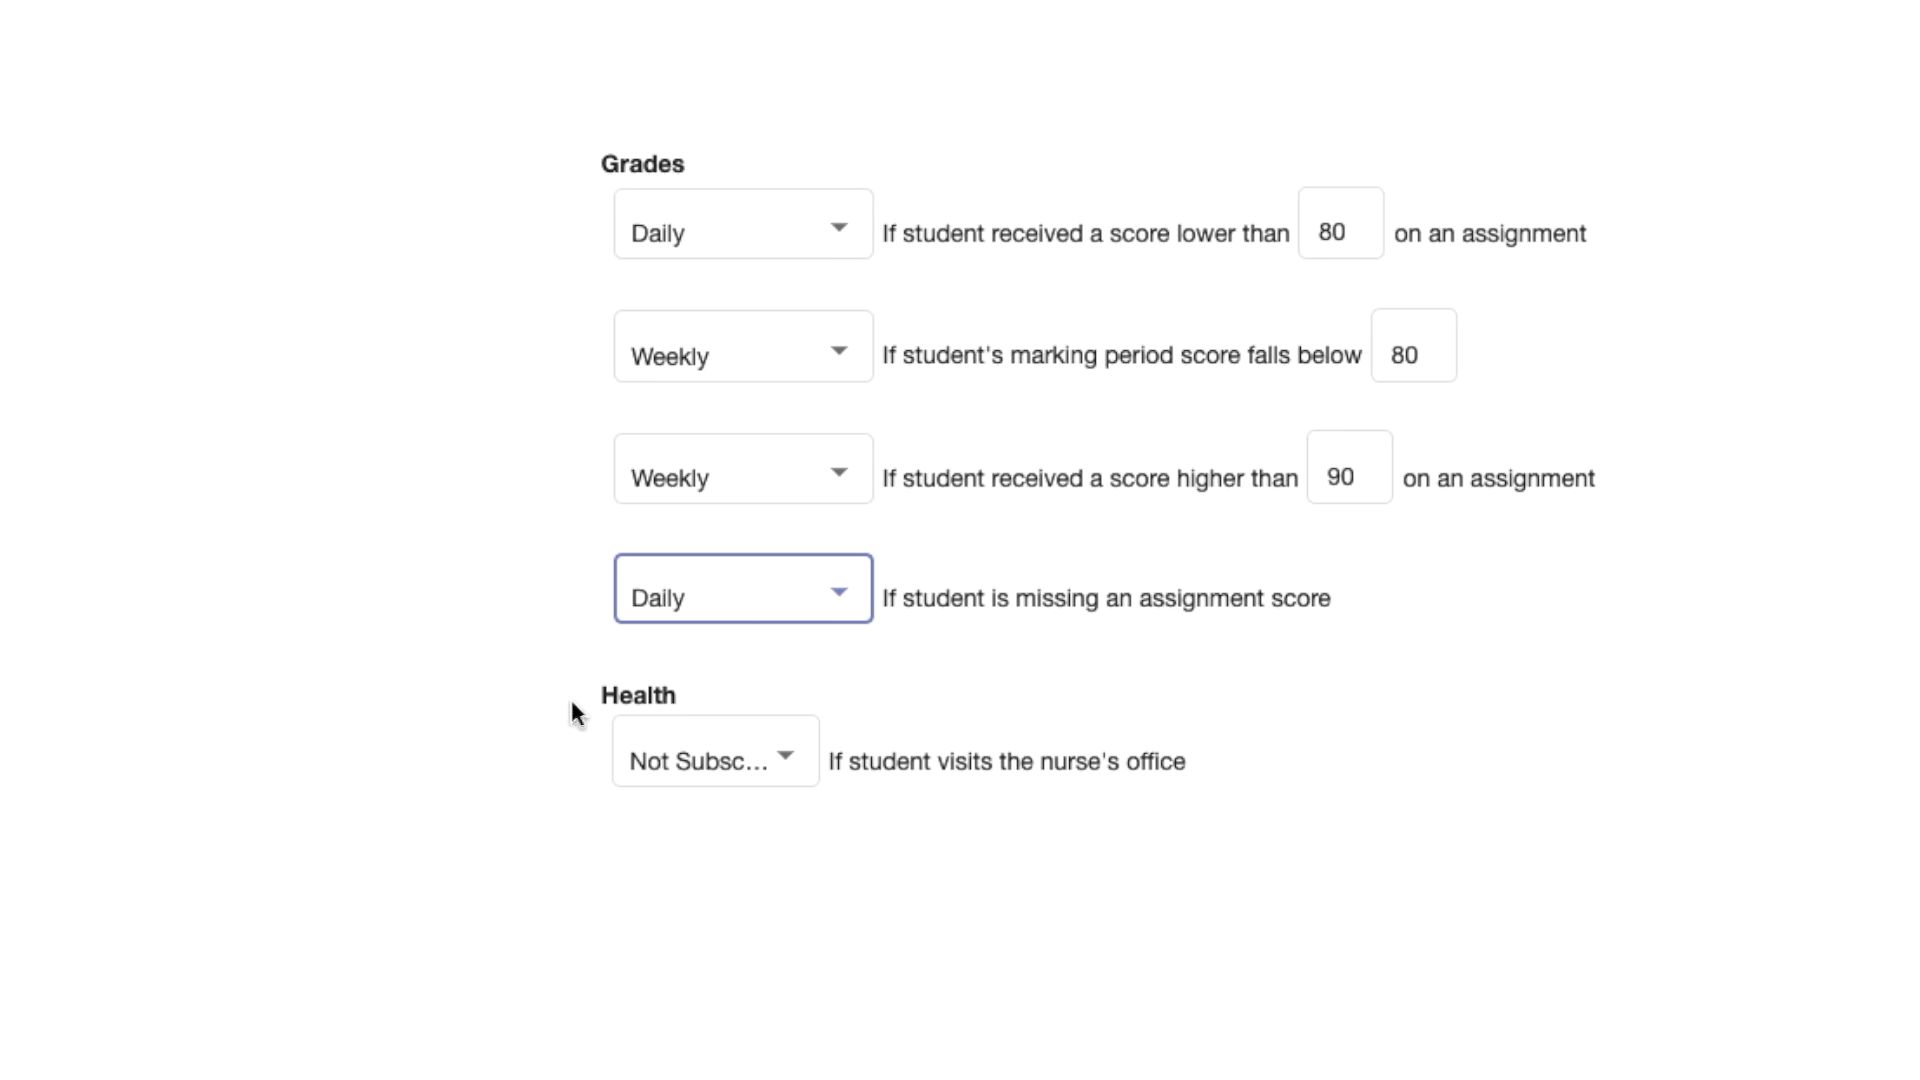 Grades
Daily If student received a score lower than 80 on an assignment
Weekly If student's marking period score falls below 80
Weekly If student received a score higher than 90 on an assignment
Daily If student is missing an assignment score
Health
Not Subsc... If student visits the nurse's office